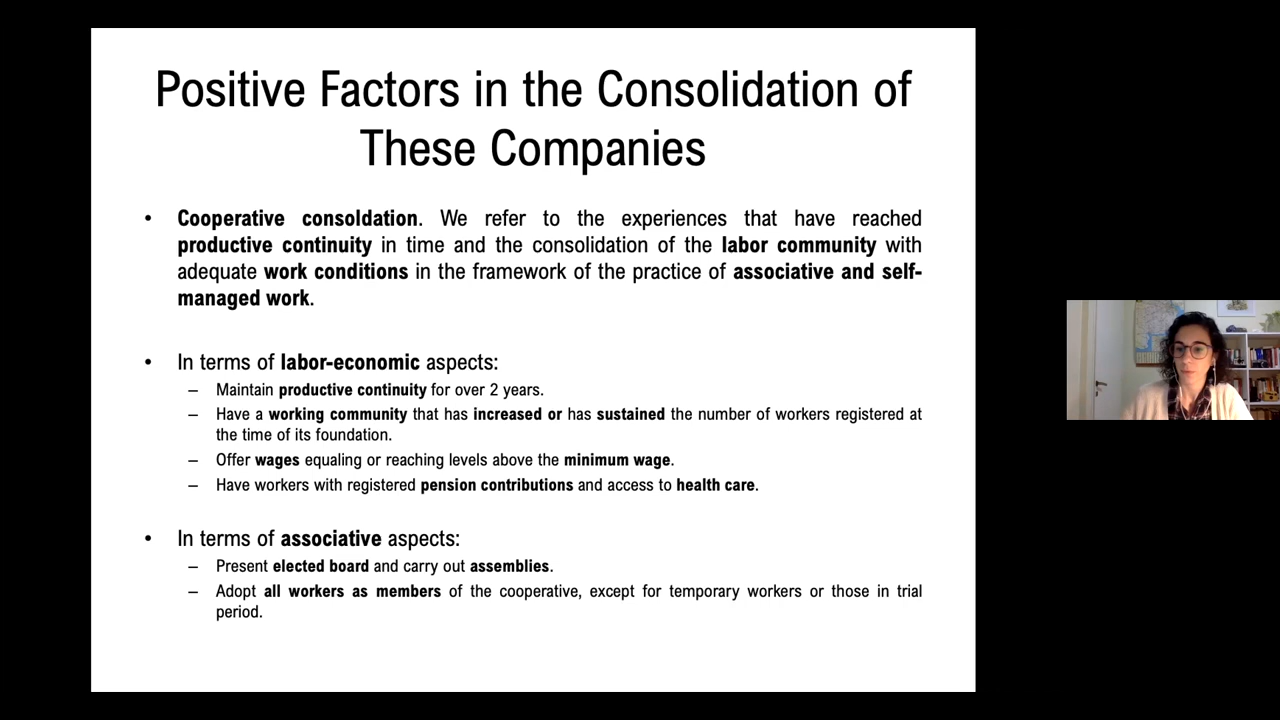 Positive Factors in the Consolidation of
These Companies
• Cooperative consoldation. We refer to the experiences that have reached
productive continuity in time and the consolidation of the labor community with
adequate work conditions in the framework of the practice of associative and self-
managed work.
• In terms of labor-economic aspects:
– Maintain productive continuity for over 2 years.
– Have a working community that has increased or has sustained the number of workers registered at
the time of its foundation.
– Offer wages equaling or reaching levels above the minimum wage.
– Have workers with registered pension contributions and access to health care.
• In terms of associative aspects:
– Present elected board and carry out assemblies.
– Adopt all workers as members of the cooperative, except for temporary workers or those in trial
period.